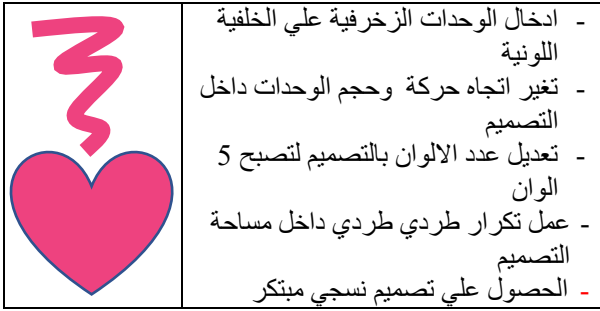 - ادخال الوحدات الزخرفية علي الخلفية
اللونية
- تغير اتجاه حركة وحجم الوحدات داخل
التصميم
- تعديل عدد الالوان بالتصميم لتصبح 5
الوان
- عمل تكرار طردي طردي داخل مساحة
التصميم
- الحصول علي تصميم نسجي مبتكر